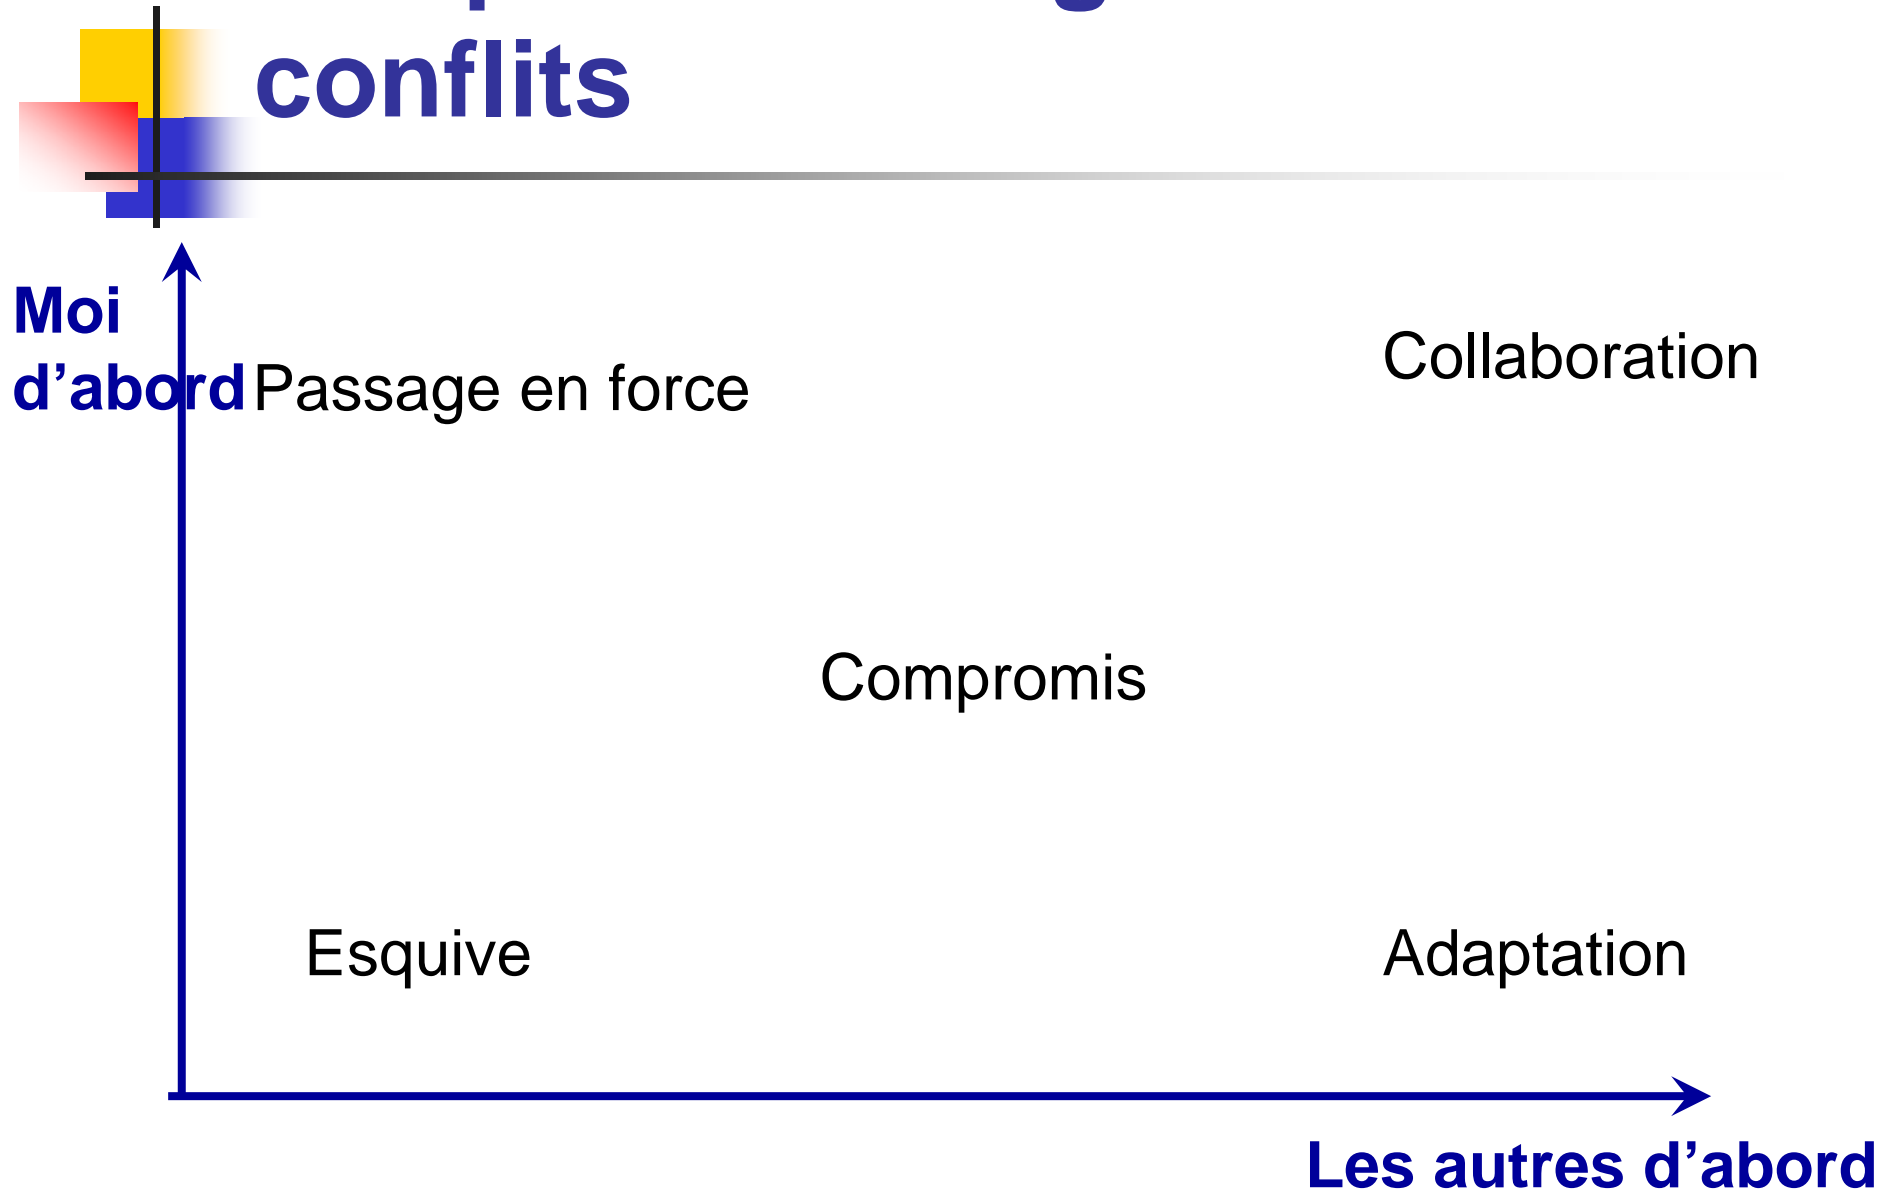 conflits
Moi
d’abord
Passage en force
Collaboration
Compromis
Esquive
Adaptation
Les autres d’abord